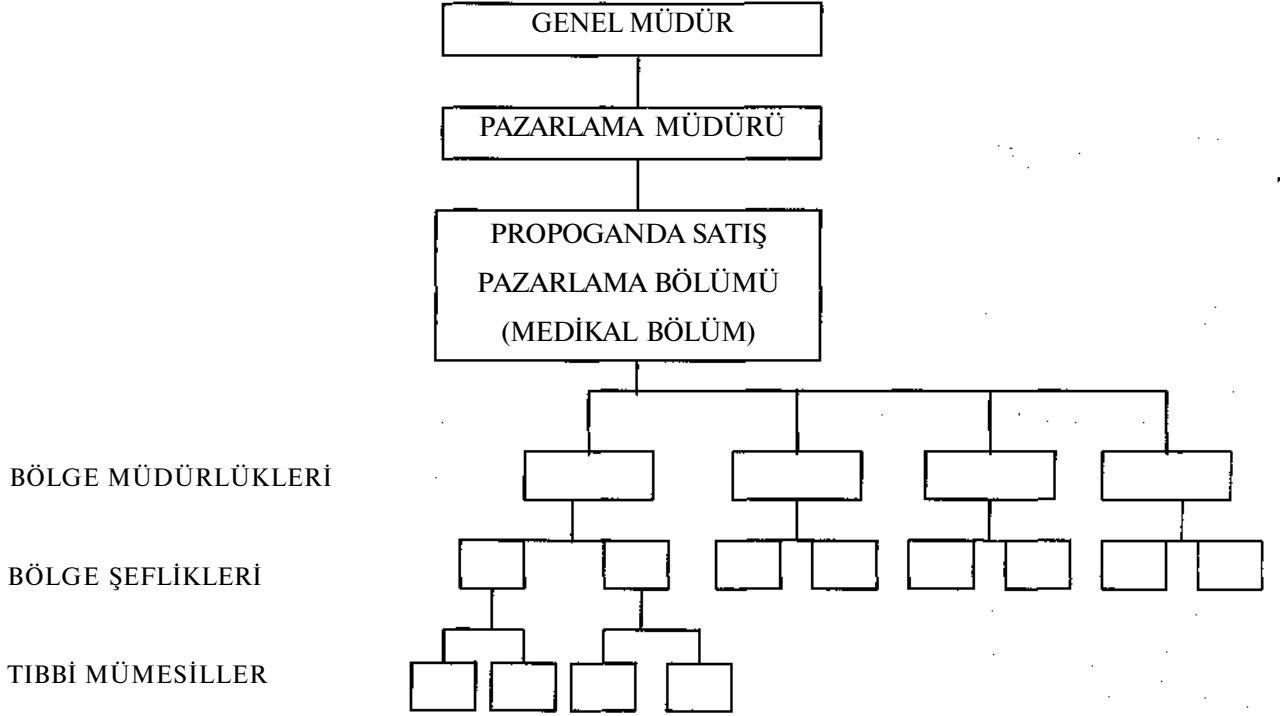 GENEL MÜDÜR
PAZARLAMA MÜDÜRÜ
PROPOGANDA SATIŞ
PAZARLAMA BÖLÜMÜ
(MEDİKAL BÖLÜM)
BÖLGE MÜDÜRLÜKLERİ
BÖLGE ŞEFLİKLERİ
TIBBİ MÜMESİLLER